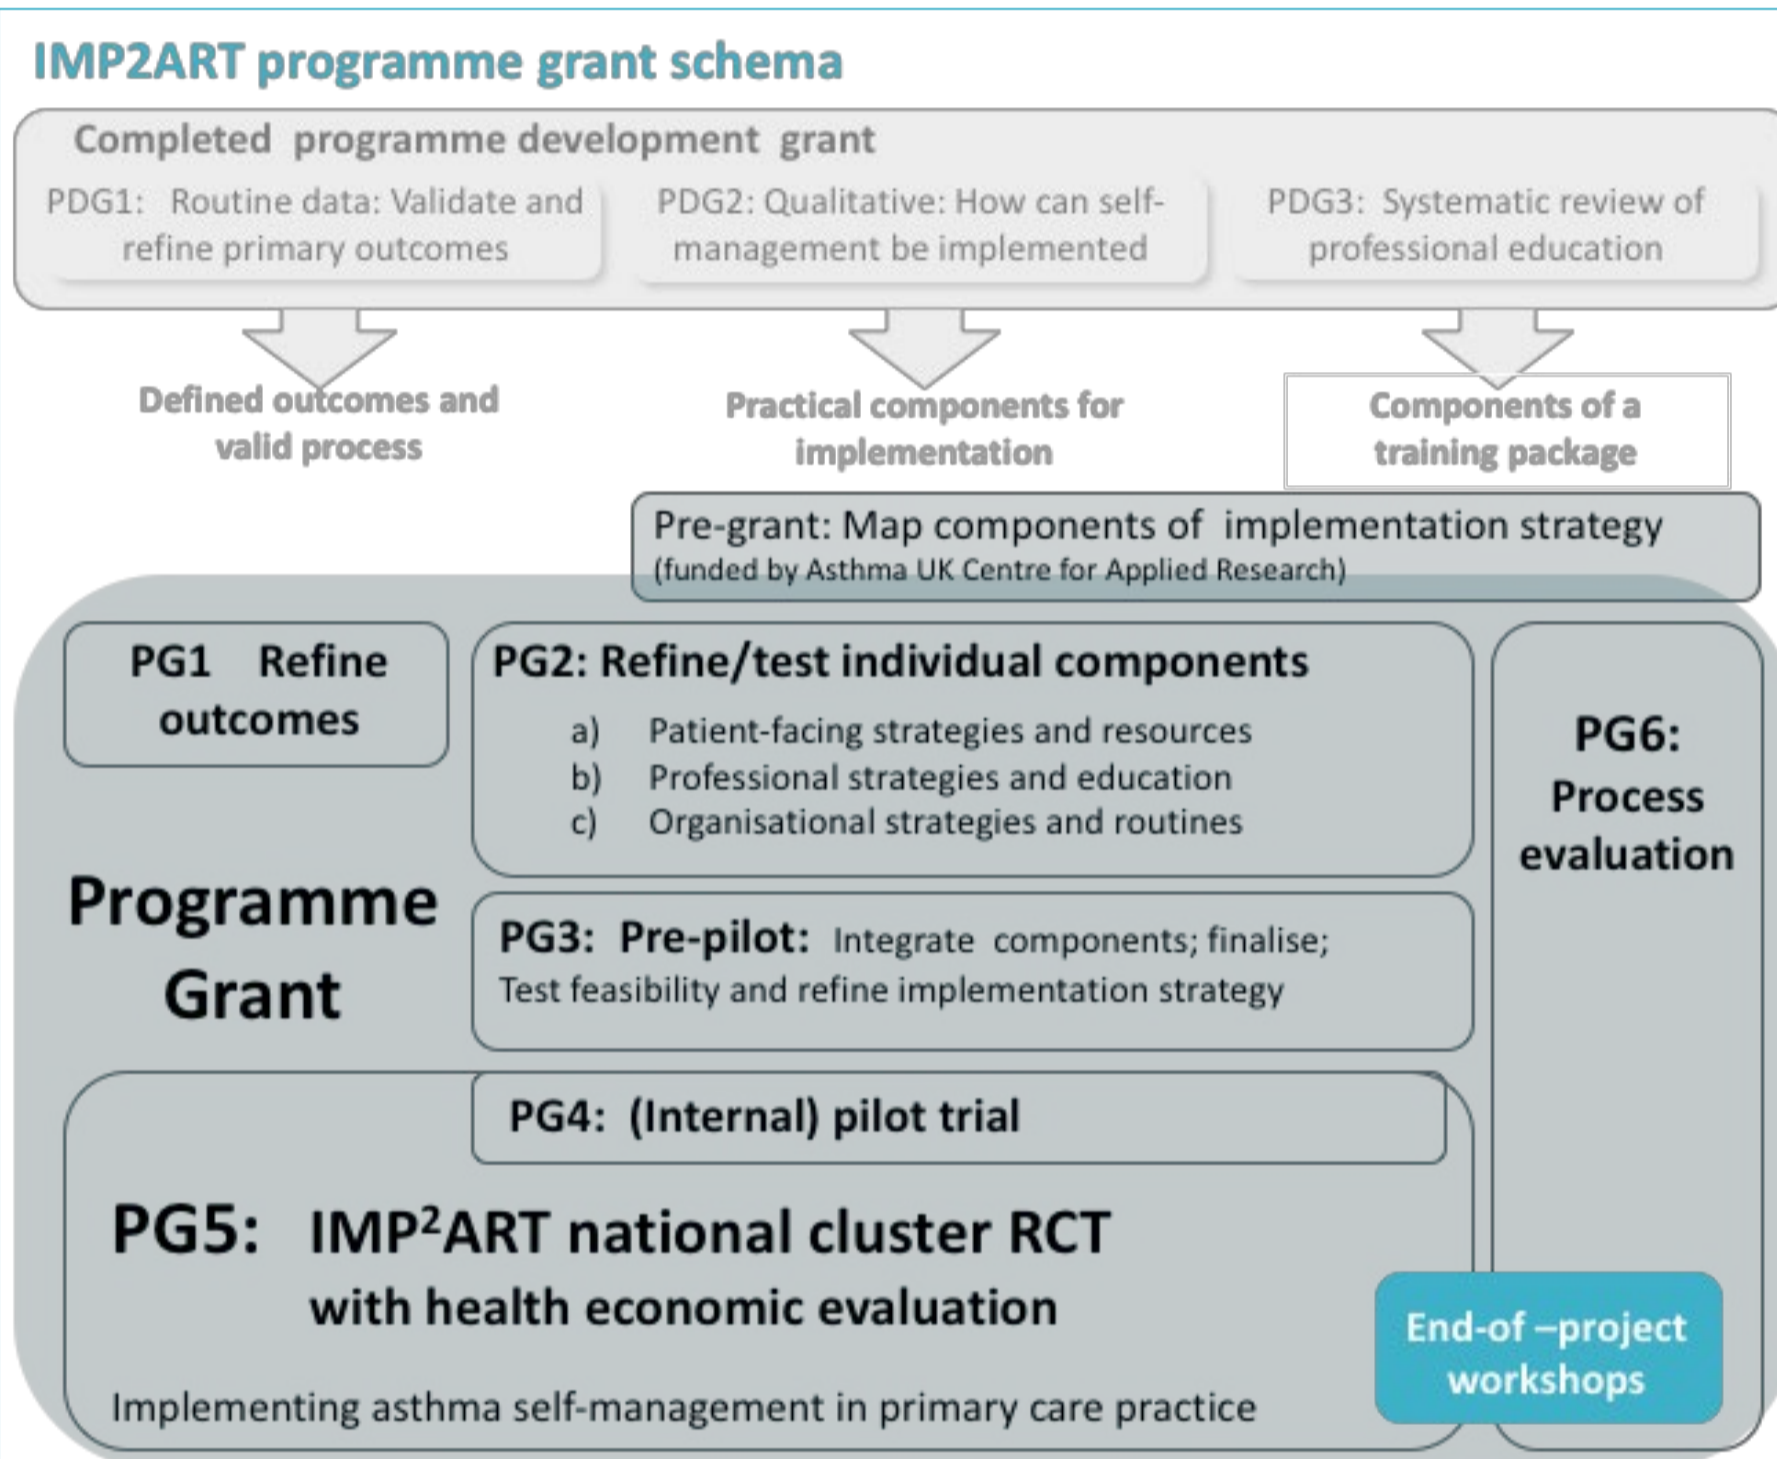 IMP2ART programme grant schema
Completed programme development grant
PDG1: Routine data: Validate and
refine primary outcomes
PDG2: Qualitative: How can self-
management be implemented
PDG3: Systematic review of
professional education
Defined outcomes and
valid process
Practical components for
implementation
Components of a
training package
Pre-grant: Map components of implementation strategy
(funded by Asthma UK Centre for Applied Research)
PG1 Refine
outcomes
PG2: Refine/test individual components
a) Patient-facing strategies and resources
b) Professional strategies and education
c) Organisational strategies and routines
PG6:
Process
evaluation
Programme
Grant
PG3: Pre-pilot: Integrate components; finalise;
Test feasibility and refine implementation strategy
PG4: (Internal) pilot trial
PG5: IMP²ART national cluster RCT
with health economic evaluation
Implementing asthma self-management in primary care practice
End-of –project
workshops